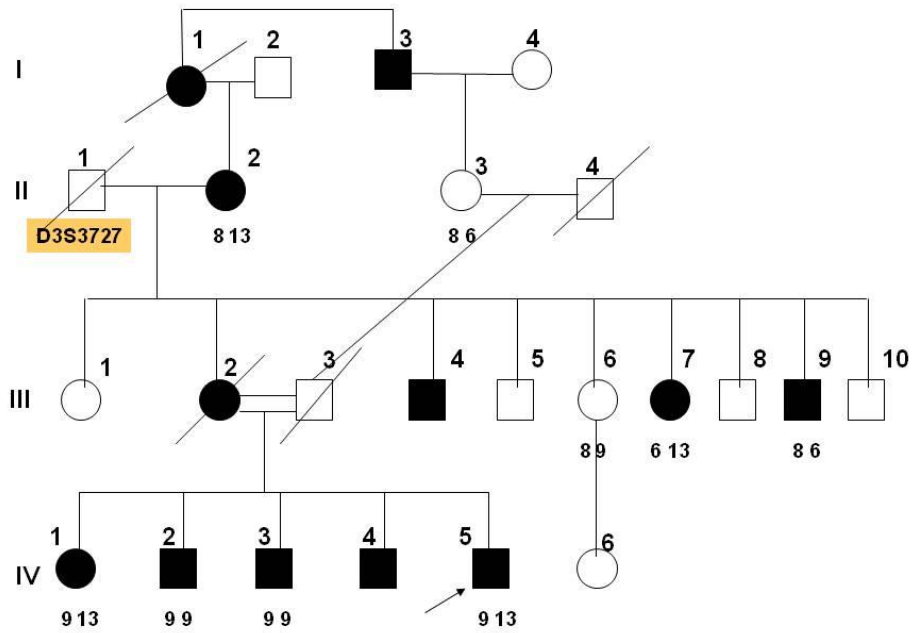 1 2 3 4
I
1 2 3 4
II
D3S3727 8 13 8 6
1 2 3 4 5 6 7 8 9 10
III
8 9 6 13 8 6
1 2 3 4 5 6
IV
9 13 9 9 9 9 9 13